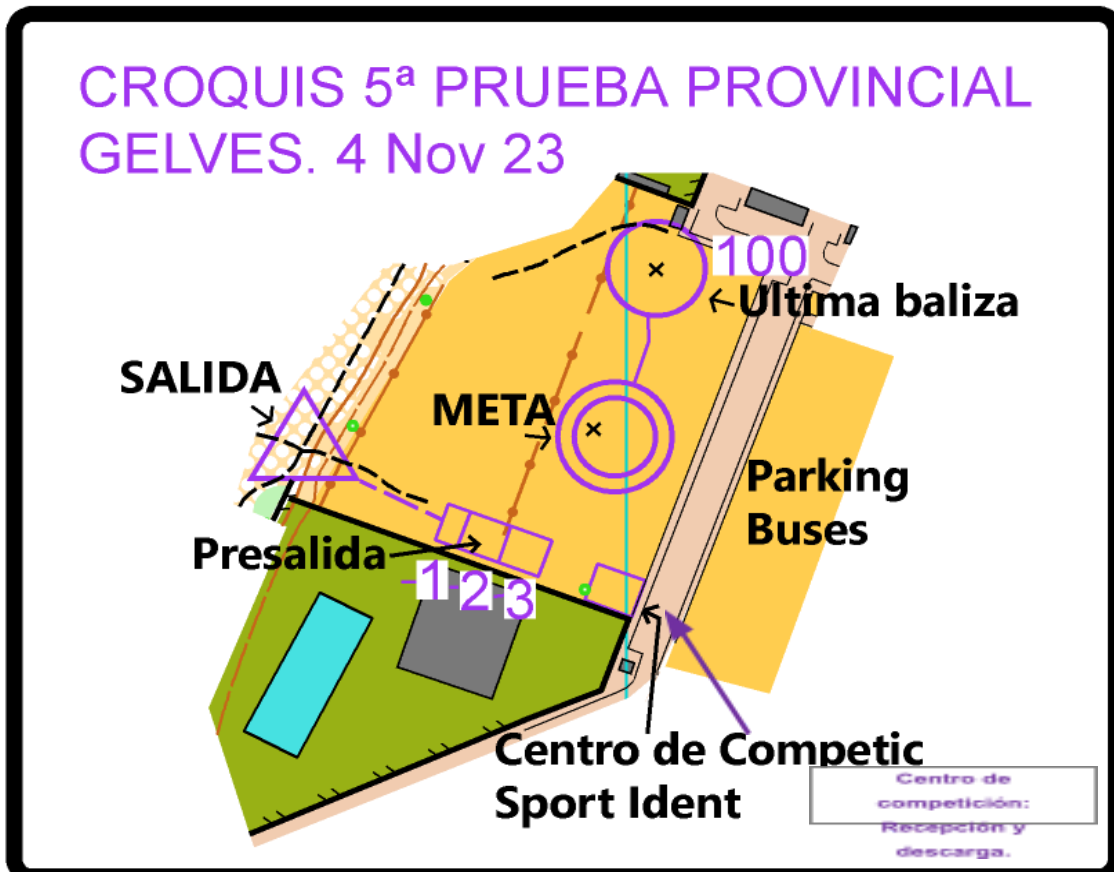 CROQUIS 5ª PRUEBA PROVINCIAL
GELVES. 4 Nov 23
100
Ultima baliza
SALIDA
META
Parking
Buses
Presalida
1
2
3
Centro de Competic
Sport Ident
Centro de
competición:
Recepción y
descarga.